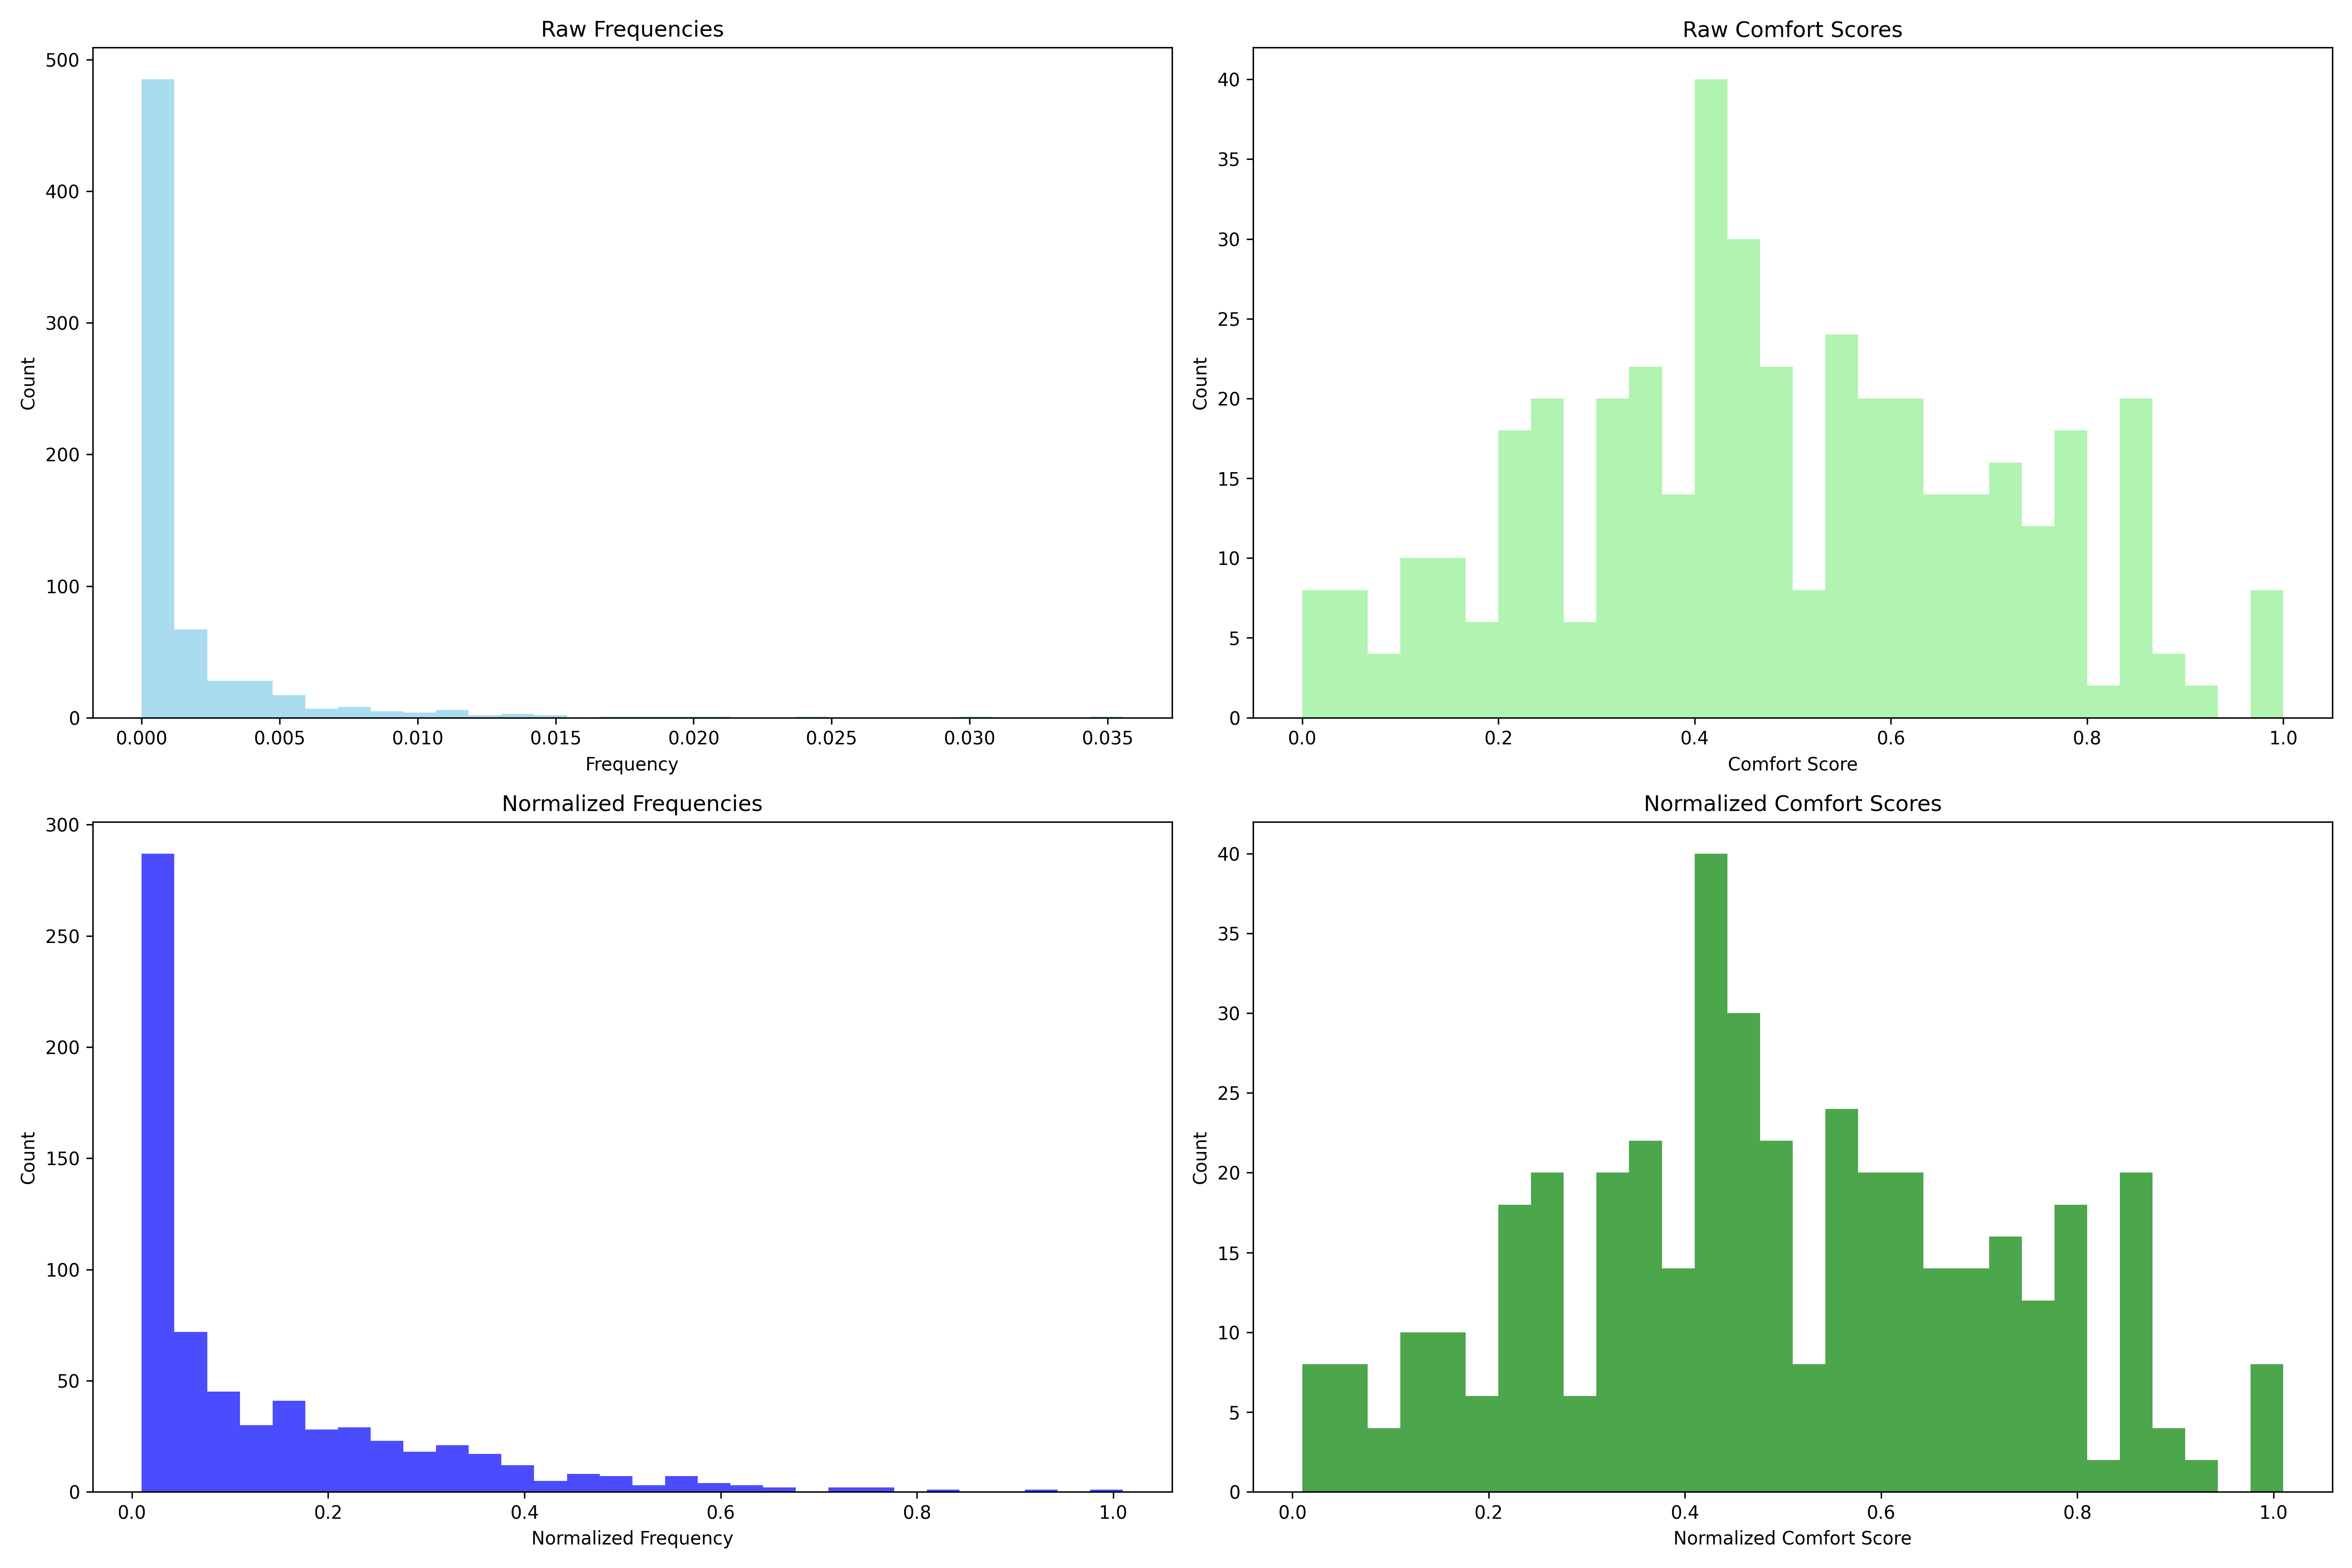 Raw Frequencies
500
400
300
200
100
0
Count
0.000 0.005 0.010 0.015 0.020 0.025 0.030 0.035
Frequency
Raw Comfort Scores
40
35
30
25
20
15
10
5
0
Count
0.0 0.2 0.4 0.6 0.8 1.0
Comfort Score
Normalized Frequencies
300
250
200
150
100
50
0
Count
0.0 0.2 0.4 0.6 0.8 1.0
Normalized Frequency
Normalized Comfort Scores
40
35
30
25
20
15
10
5
0
Count
0.0 0.2 0.4 0.6 0.8 1.0
Normalized Comfort Score